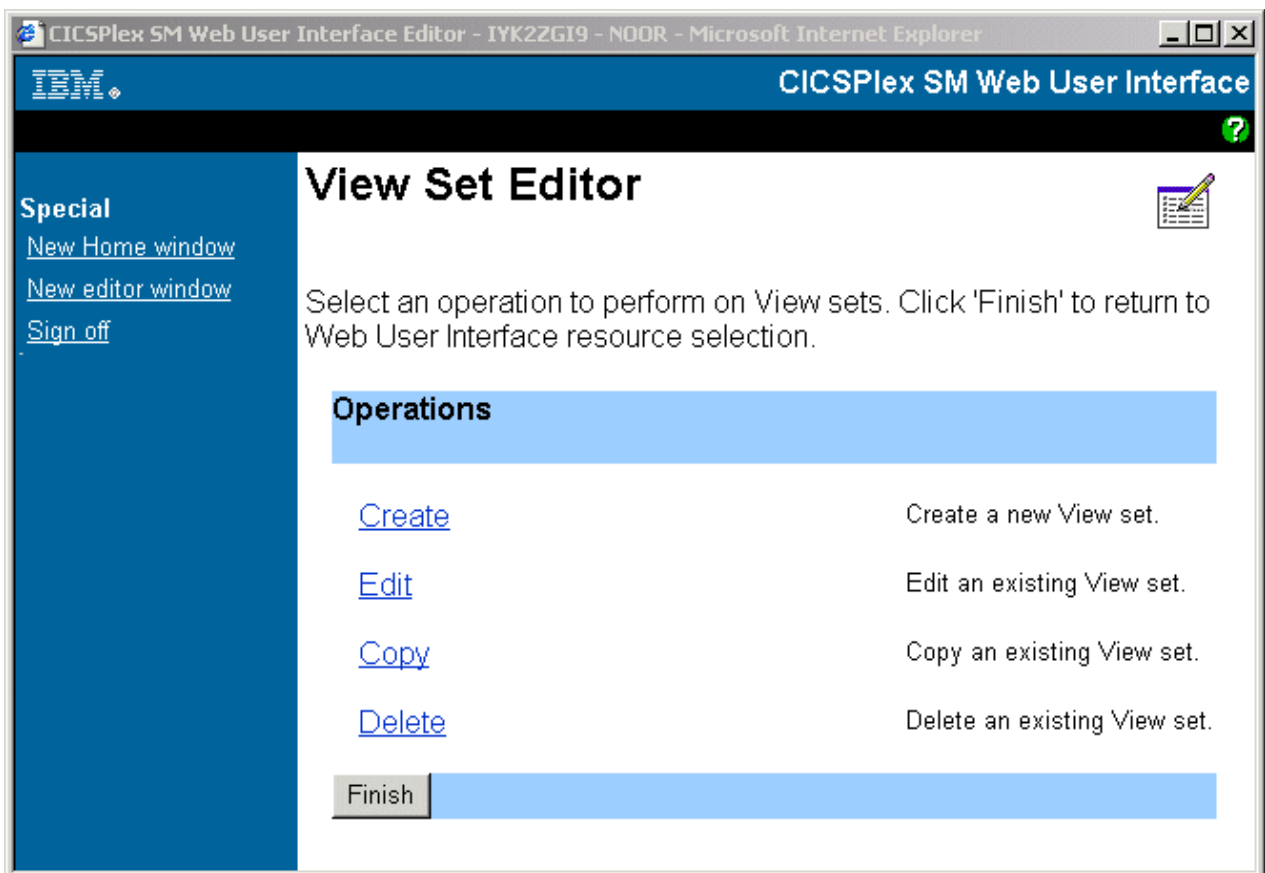 CICSPlex SM Web User Interface Editor - IYK2ZGI9 - NOOR - Microsoft Internet Explorer
IBM.
CICSPlex SM Web User Interface
?
Special
New Home window
New editor window
Sign off
View Set Editor
Select an operation to perform on View sets. Click 'Finish' to return to
Web User Interface resource selection.
Operations
Create Create a new View set.
Edit Edit an existing View set.
Copy Copy an existing View set.
Delete Delete an existing View set.
Finish